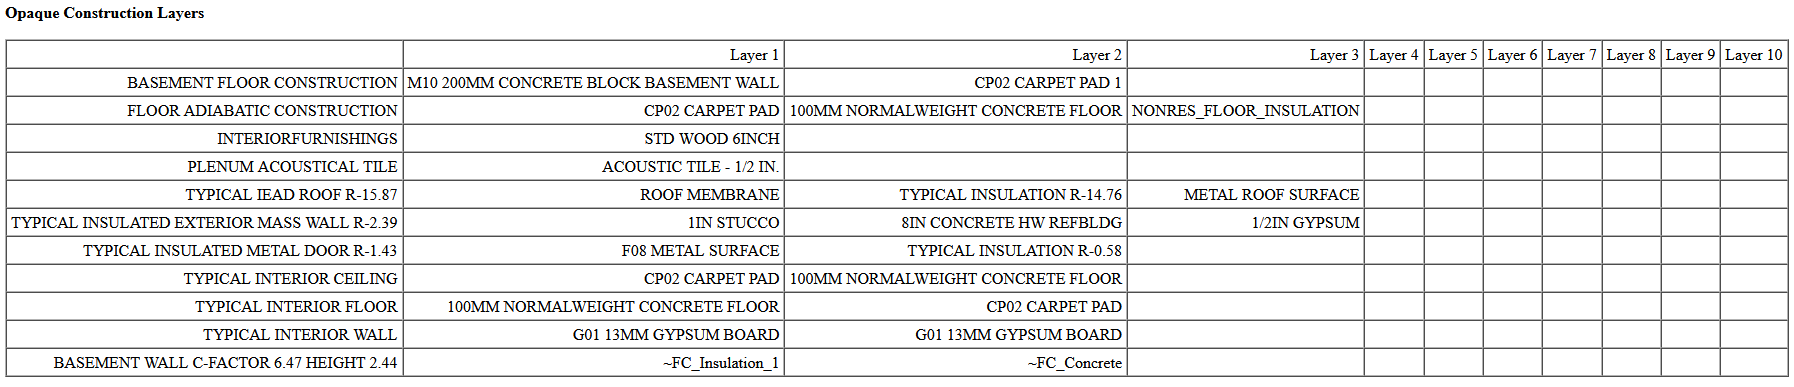 Opaque Construction Layers
Layer 1 Layer 2 Layer 3 Layer 4 Layer 5 Layer 6 Layer 7 Layer 8 Layer 9 Layer 10
BASEMENT FLOOR CONSTRUCTION M10 200MM CONCRETE BLOCK BASEMENT WALL CP02 CARPET PAD 1
FLOOR ADIABATIC CONSTRUCTION CP02 CARPET PAD 100MM NORMALWEIGHT CONCRETE FLOOR NONRES_FLOOR_INSULATION
INTERIORFURNISHINGS STD WOOD 6INCH
PLENUM ACOUSTICAL TILE ACOUSTIC TILE - 1/2 IN.
TYPICAL IEAD ROOF R-15.87 ROOF MEMBRANE TYPICAL INSULATION R-14.76 METAL ROOF SURFACE
TYPICAL INSULATED EXTERIOR MASS WALL R-2.39 1IN STUCCO 8IN CONCRETE HW REFBLDG 1/2IN GYPSUM
TYPICAL INSULATED METAL DOOR R-1.43 F08 METAL SURFACE TYPICAL INSULATION R-0.58
TYPICAL INTERIOR CEILING CP02 CARPET PAD 100MM NORMALWEIGHT CONCRETE FLOOR
TYPICAL INTERIOR FLOOR 100MM NORMALWEIGHT CONCRETE FLOOR CP02 CARPET PAD
TYPICAL INTERIOR WALL G01 13MM GYPSUM BOARD G01 13MM GYPSUM BOARD
BASEMENT WALL C-FACTOR 6.47 HEIGHT 2.44 ~FC_Insulation_1 ~FC_Concrete